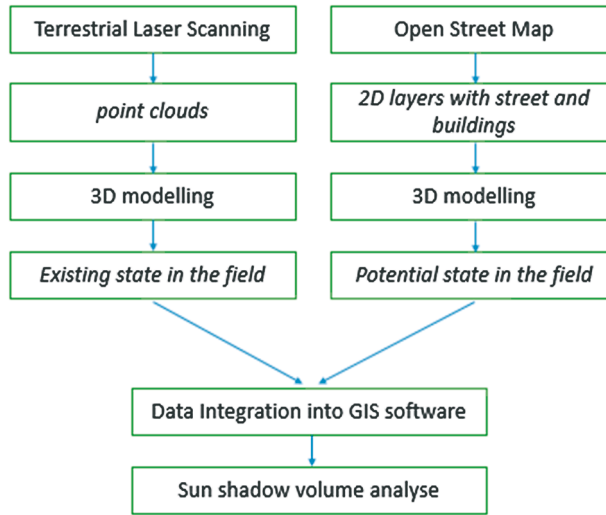 Terrestrial Laser Scanning
Open Street Map
point clouds
2D layers with street and
buildings
3D modelling
3D modelling
Existing state in the field
Potential state in the field
Data Integration into GIS software
Sun shadow volume analyse